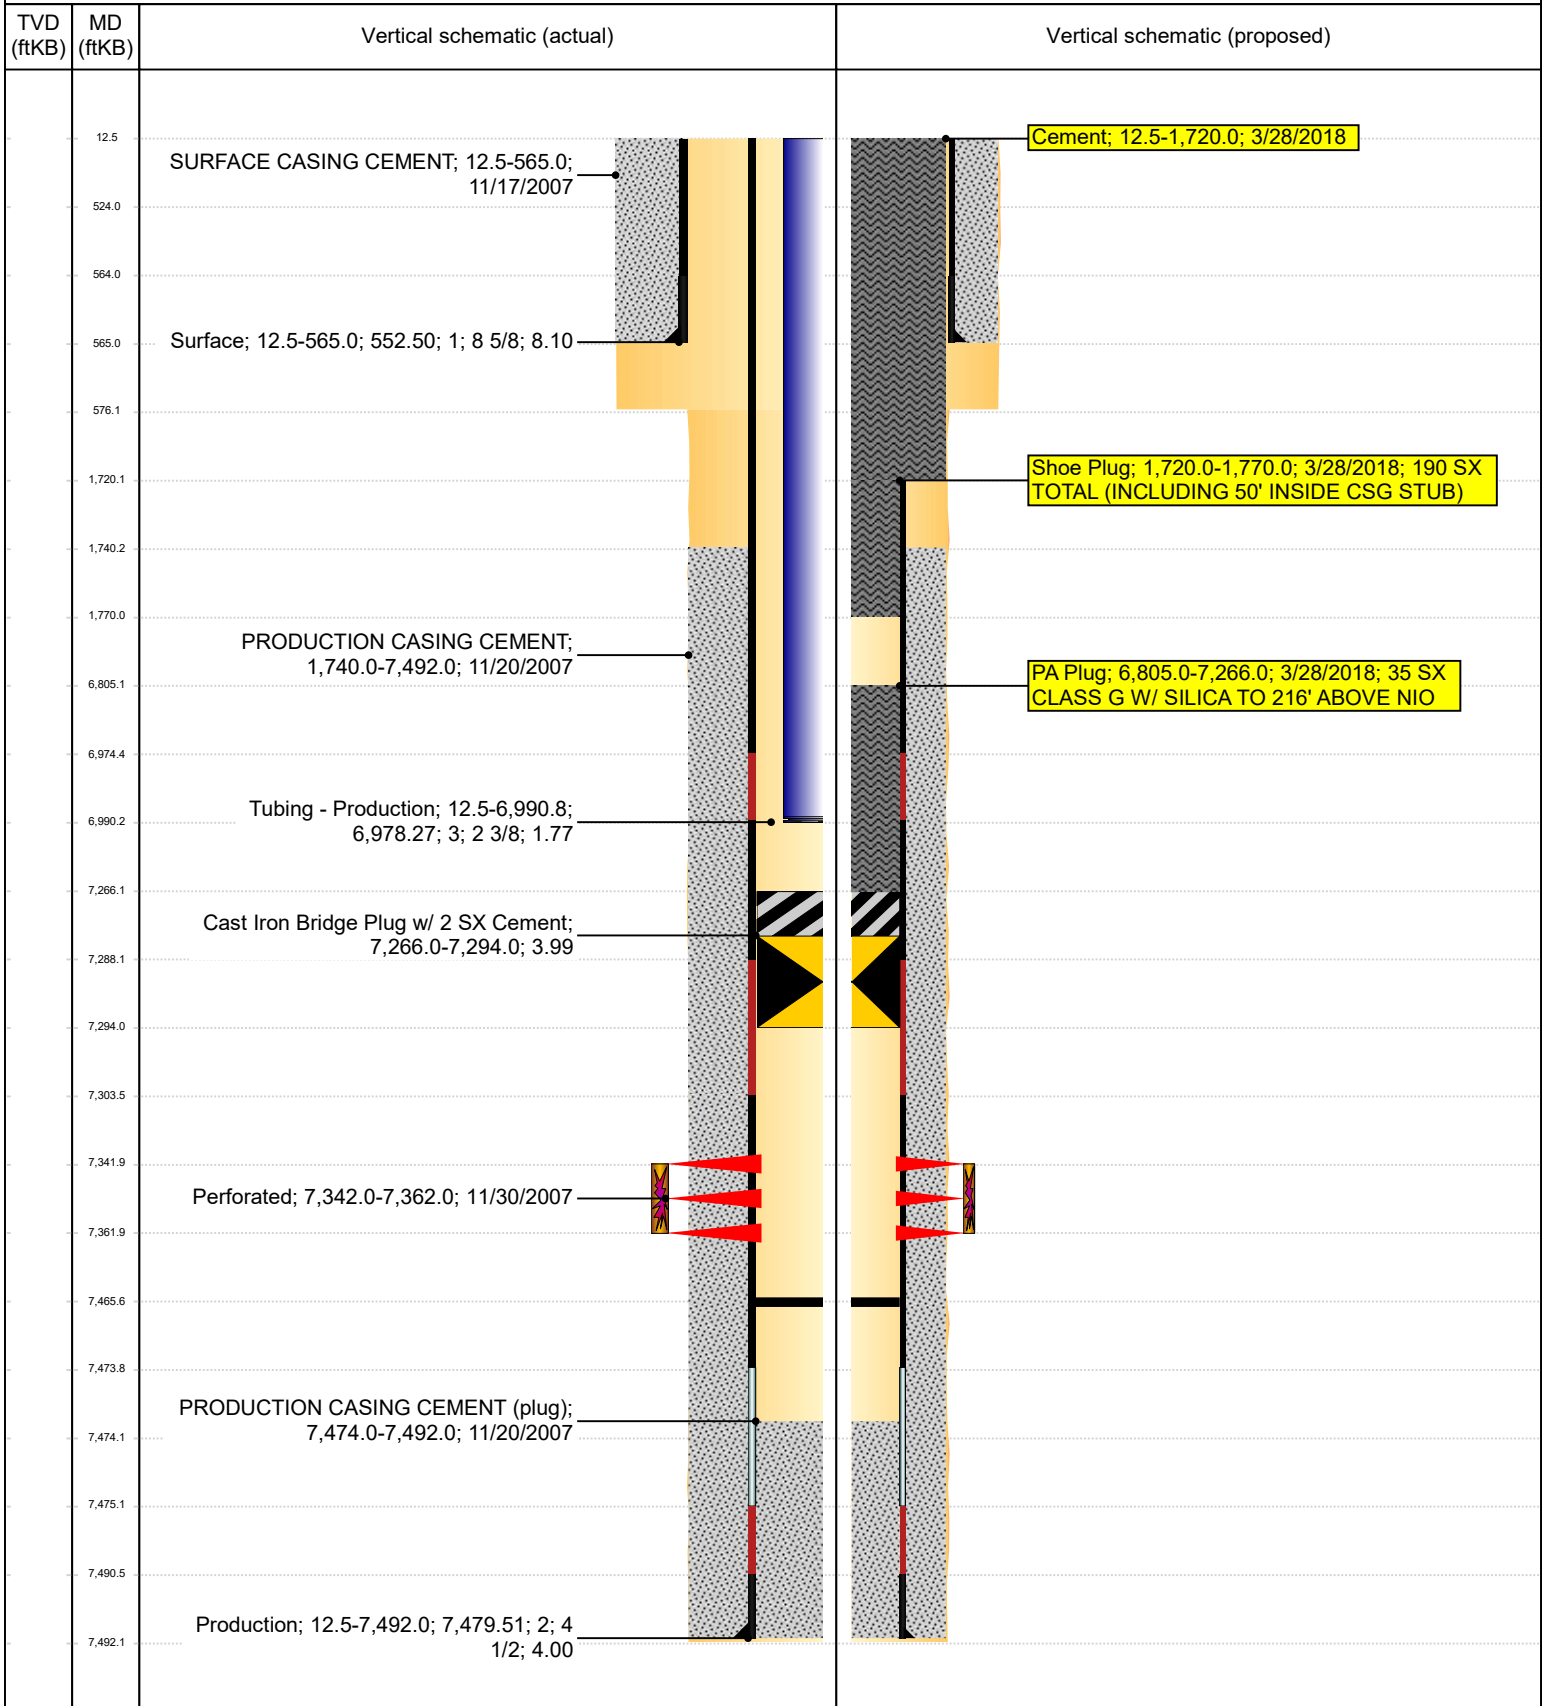 TVD
(ftKB)
MD
(ftKB)
Vertical schematic (actual)
Vertical schematic (proposed)
12.5
Cement; 12.5-1,720.0; 3/28/2018
SURFACE CASING CEMENT; 12.5-565.0;
11/17/2007
524.0
564.0
565.0
Surface; 12.5-565.0; 552.50; 1; 8 5/8; 8.10
576.1
1,720.1
Shoe Plug; 1,720.0-1,770.0; 3/28/2018; 190 SX
TOTAL (INCLUDING 50' INSIDE CSG STUB)
1,740.2
1,770.0
PRODUCTION CASING CEMENT;
1,740.0-7,492.0; 11/20/2007
6,805.1
PA Plug; 6,805.0-7,266.0; 3/28/2018; 35 SX
CLASS G W/ SILICA TO 216' ABOVE NIO
6,974.4
6,990.2
Tubing - Production; 12.5-6,990.8;
6,978.27; 3; 2 3/8; 1.77
7,266.1
Cast Iron Bridge Plug w/ 2 SX Cement;
7,266.0-7,294.0; 3.99
7,288.1
7,294.0
7,303.5
7,341.9
Perforated; 7,342.0-7,362.0; 11/30/2007
7,361.9
7,465.6
7,473.8
PRODUCTION CASING CEMENT (plug);
7,474.0-7,492.0; 11/20/2007
7,474.1
7,475.1
7,490.5
Production; 12.5-7,492.0; 7,479.51; 2; 4
1/2; 4.00
7,492.1